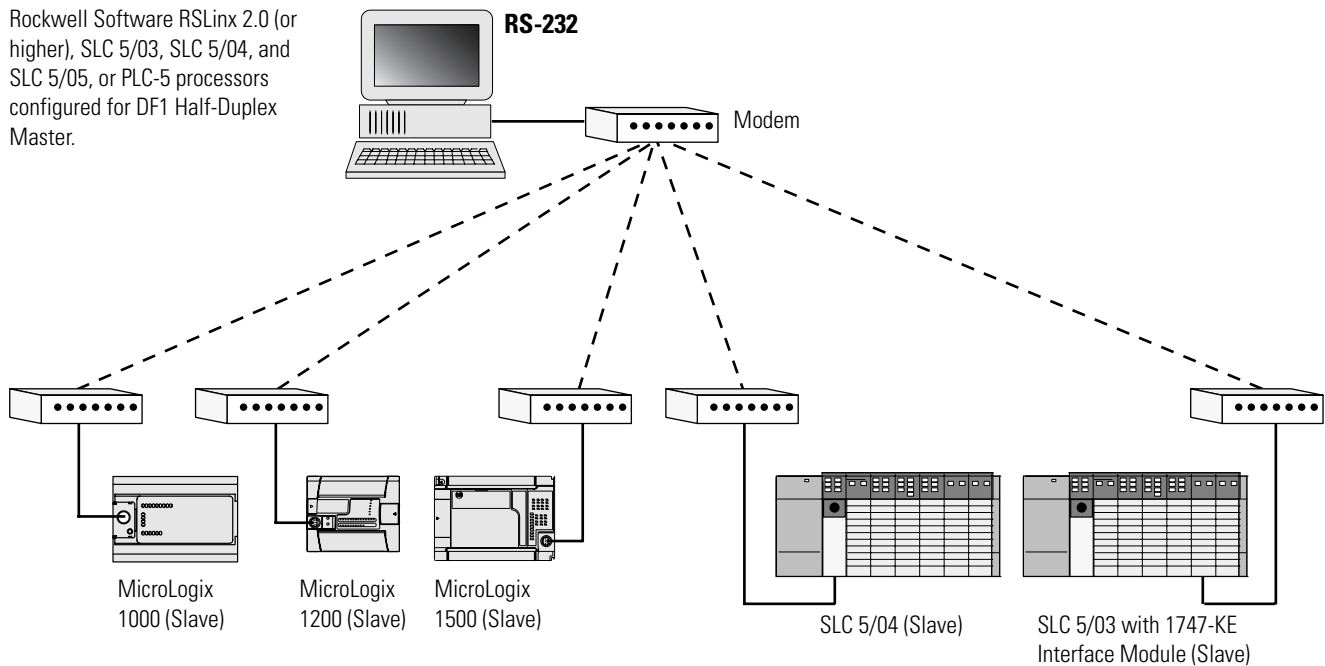 Rockwell Software RSLinx 2.0 (or
higher), SLC 5/03, SLC 5/04, and
SLC 5/05, or PLC-5 processors
configured for DF1 Half-Duplex
Master.
RS-232
Modem
MicroLogix
1000 (Slave)
MicroLogix
1200 (Slave)
MicroLogix
1500 (Slave)
SLC 5/04 (Slave)
SLC 5/03 with 1747-KE
Interface Module (Slave)